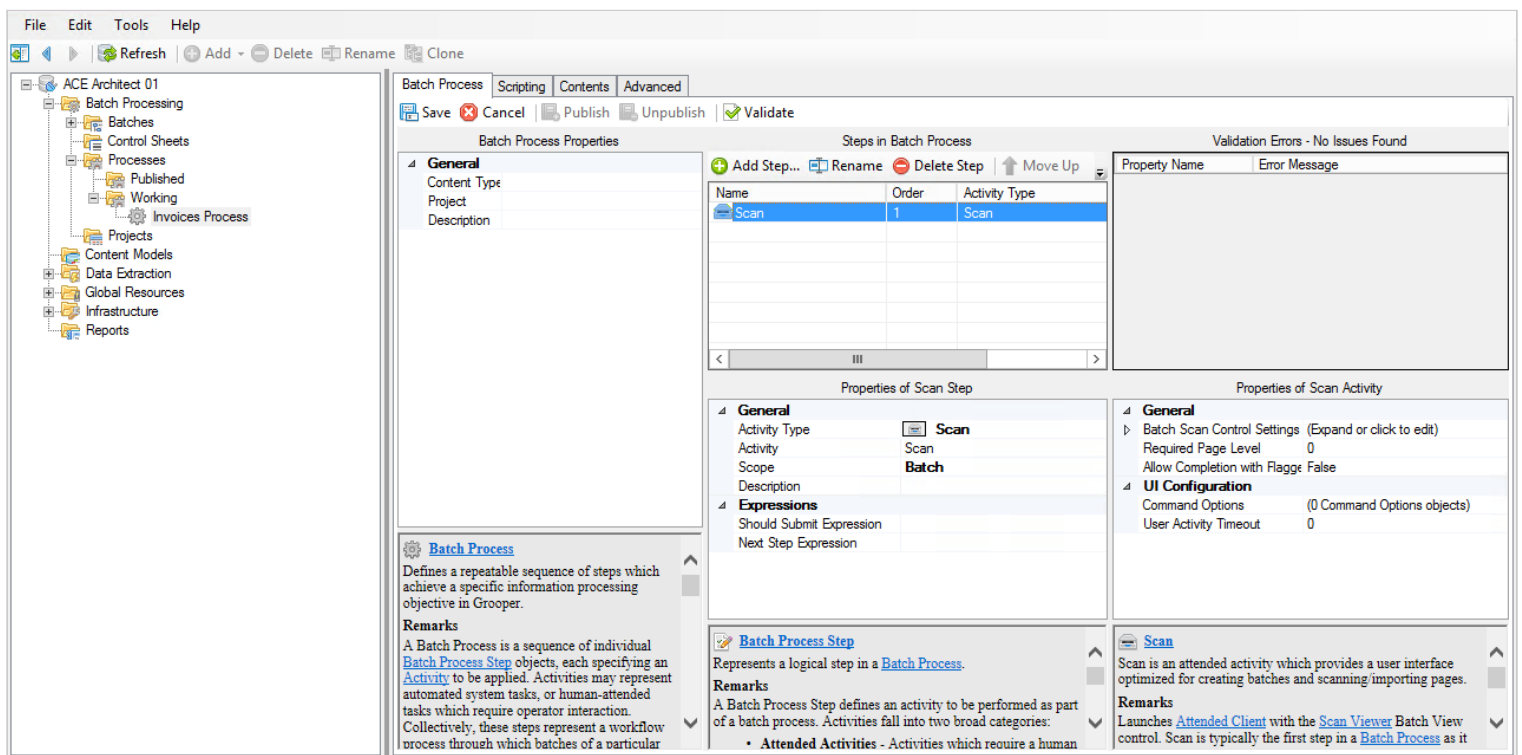 File Edit Tools Help
Refresh Add Delete Rename Clone
ACE Architect 01
Batch Processing
Batches
Control Sheets
Processes
Published
Working
Invoices Process
Projects
Content Models
Data Extraction
Global Resources
Infrastructure
Reports
Batch Process Scripting Contents Advanced
Save Cancel Publish Unpublish Validate
Batch Process Properties
General
Content Type
Project
Description
Batch Process
Defines a repeatable sequence of steps which
achieve a specific information processing
objective in Grooper.
Remarks
A Batch Process is a sequence of individual
Batch Process Step objects, each specifying an
Activity to be applied. Activities may represent
automated system tasks, or human-attended
tasks which require operator interaction.
Collectively, these steps represent a workflow
process through which batches of a particular
Steps in Batch Process
Add Step... Rename Delete Step Move Up
Name Order Activity Type
Scan 1 Scan
Properties of Scan Step
General
Activity Type Scan
Activity Scan
Scope Batch
Description
Expressions
Should Submit Expression
Next Step Expression
Batch Process Step
Represents a logical step in a Batch Process.
Remarks
A Batch Process Step defines an activity to be performed as part
of a batch process. Activities fall into two broad categories:
• Attended Activities - Activities which require a human
Validation Errors - No Issues Found
Property Name Error Message
Properties of Scan Activity
General
Batch Scan Control Settings (Expand or click to edit)
Required Page Level 0
Allow Completion with Flagge False
UI Configuration
Command Options (0 Command Options objects)
User Activity Timeout 0
Scan
Scan is an attended activity which provides a user interface
optimized for creating batches and scanning/importing pages.
Remarks
Launches Attended Client with the Scan Viewer Batch View
control. Scan is typically the first step in a Batch Process as it